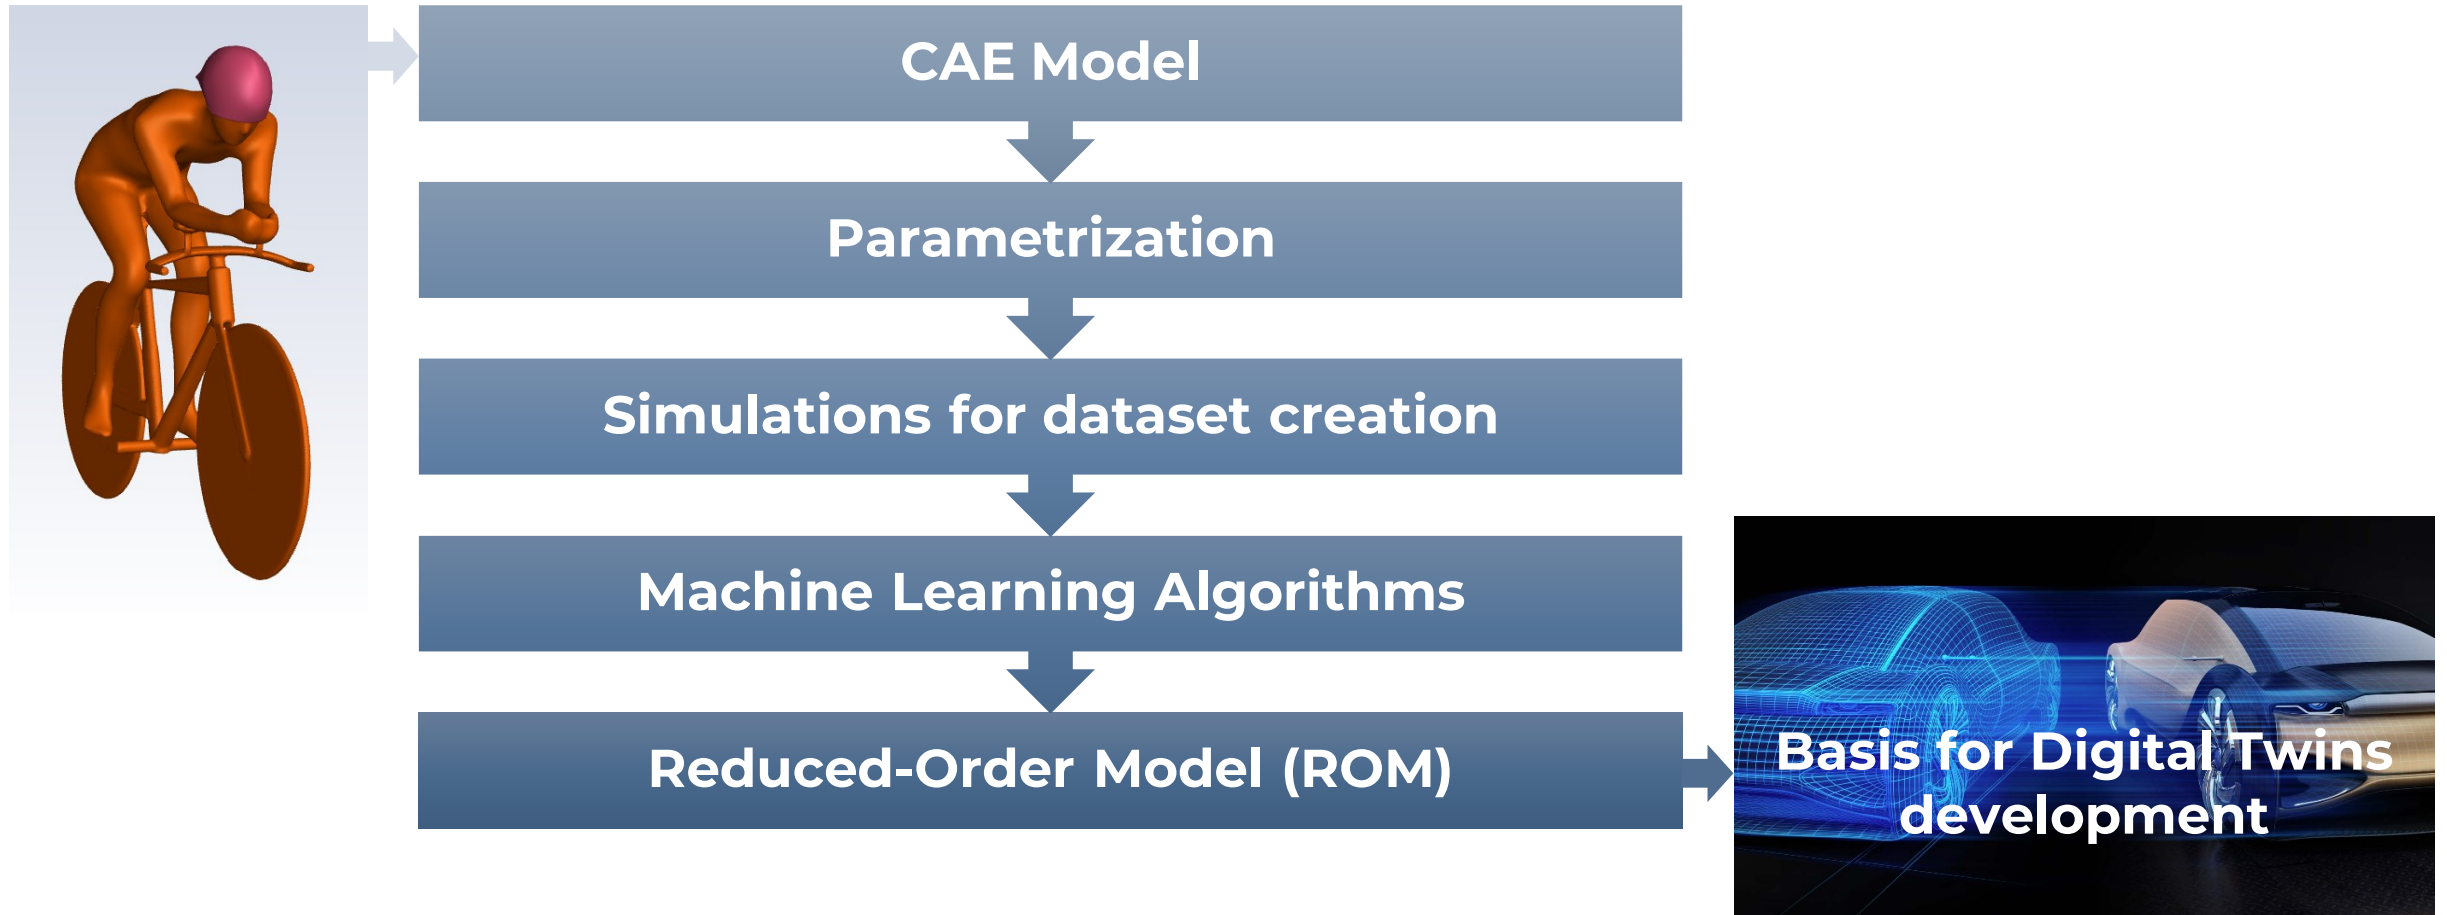 CAE Model
Parametrization
Simulations for dataset creation
Machine Learning Algorithms
Reduced-Order Model (ROM)
Basis for Digital Twins
development